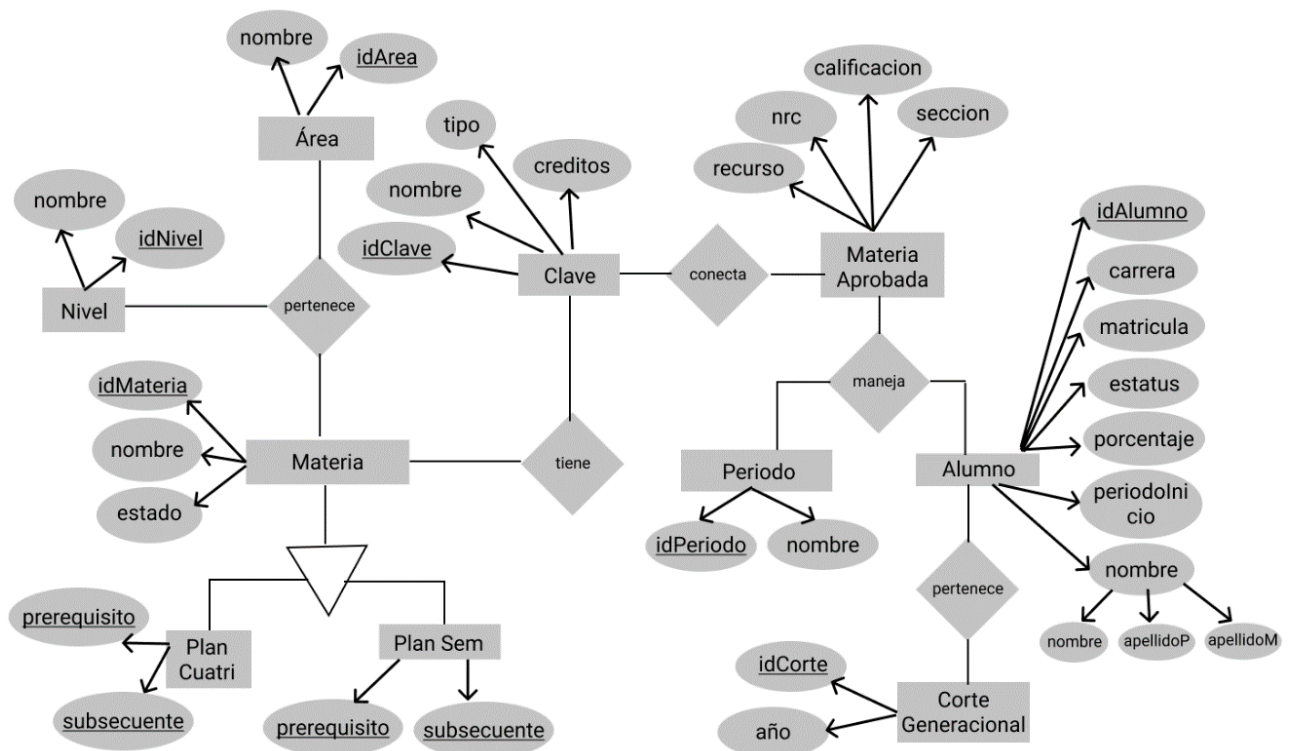 nombre
idArea
Área
nombre
idNivel
Nivel
pertenece
tipo
nombre
creditos
idClave
Clave
conecta
calificacion
nrc
seccion
recurso
Materia
Aprobada
idAlumno
carrera
matricula
estatus
porcentaje
periodoIni
cio
nombre
nombre
apellidoP
apellidoM
idMateria
nombre
estado
Materia
tiene
maneja
Periodo
idPeriodo
nombre
Alumno
pertenece
idCorte
año
Corte
Generacional
prerequisito
Plan
Cuatri
subsecuente
Plan Sem
prerequisito
subsecuente